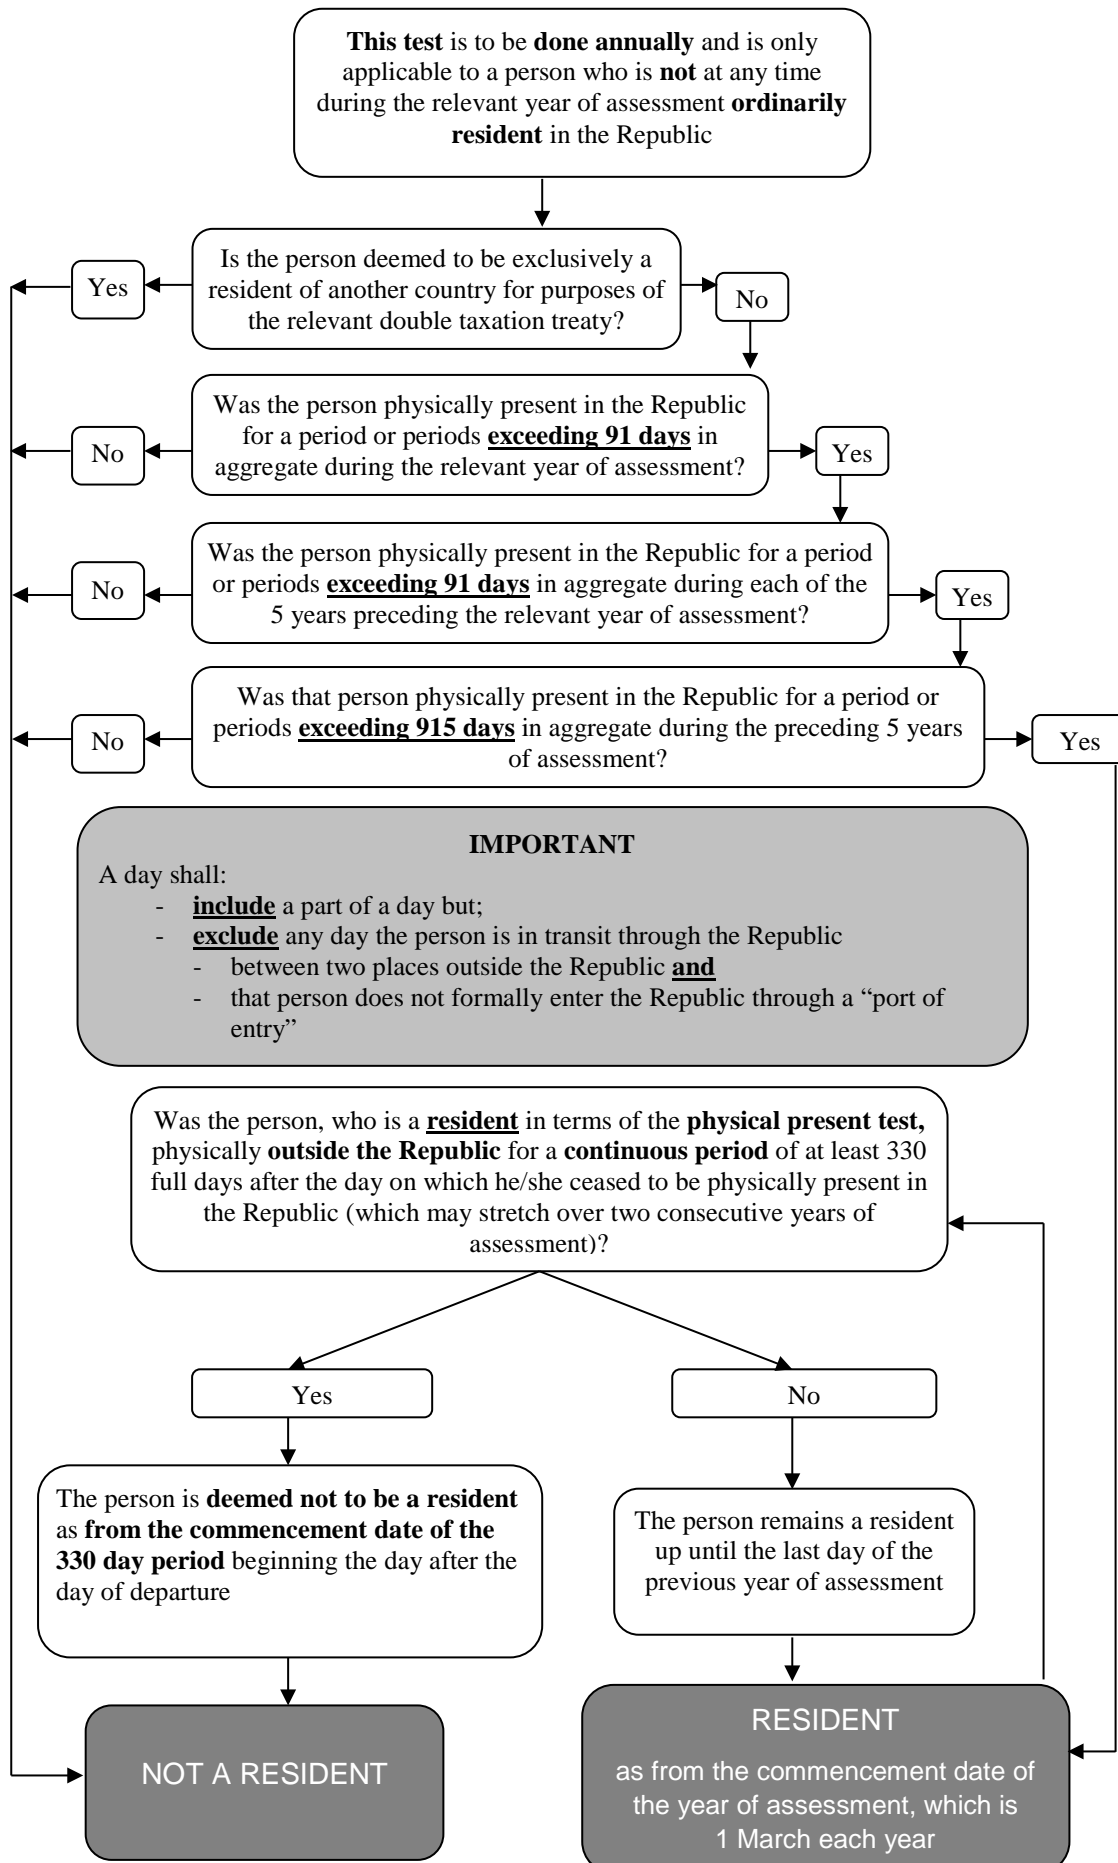 This test is to be done annually and is only
applicable to a person who is not at any time
during the relevant year of assessment ordinarily
resident in the Republic
Is the person deemed to be exclusively a
resident of another country for purposes of
the relevant double taxation treaty?
Yes
No
Was the person physically present in the Republic
for a period or periods exceeding 91 days in
aggregate during the relevant year of assessment?
No
Yes
Was the person physically present in the Republic for a period
or periods exceeding 91 days in aggregate during each of the
5 years preceding the relevant year of assessment?
No
Yes
Was that person physically present in the Republic for a period or
periods exceeding 915 days in aggregate during the preceding 5 years
of assessment?
No
Yes
IMPORTANT
A day shall:
- include a part of a day but;
- exclude any day the person is in transit through the Republic
- between two places outside the Republic and
- that person does not formally enter the Republic through a “port of
entry”
Was the person, who is a resident in terms of the physical present test,
physically outside the Republic for a continuous period of at least 330
full days after the day on which he/she ceased to be physically present in
the Republic (which may stretch over two consecutive years of
assessment)?
Yes
No
The person is deemed not to be a resident
as from the commencement date of the
330 day period beginning the day after the
day of departure
The person remains a resident
up until the last day of the
previous year of assessment
NOT A RESIDENT
RESIDENT
as from the commencement date of
the year of assessment, which is
1 March each year